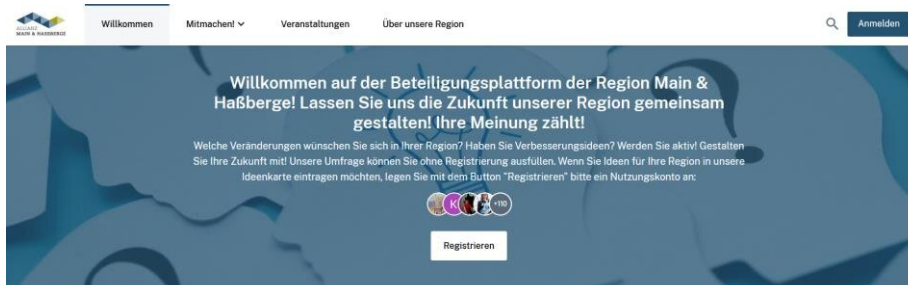 ALLIANZ
MAIN & HASSBERGE
Willkommen
Mitmachen!
Veranstaltungen
Über unsere Region
Anmelden
Willkommen auf der Beteiligungsplattform der Region Main &
Haßberge! Lassen Sie uns die Zukunft unserer Region gemeinsam
gestalten! Ihre Meinung zählt!
Welche Veränderungen wünschen Sie sich in Ihrer Region? Haben Sie Verbesserungsideen? Werden Sie aktiv! Gestalten
Sie Ihre Zukunft mit! Unsere Umfrage können Sie ohne Registrierung ausfüllen. Wenn Sie Ideen für Ihre Region in unsere
Ideenkarte eintragen möchten, legen Sie mit dem Button "Registrieren" bitte ein Nutzungskonto an:
K
+110
Registrieren